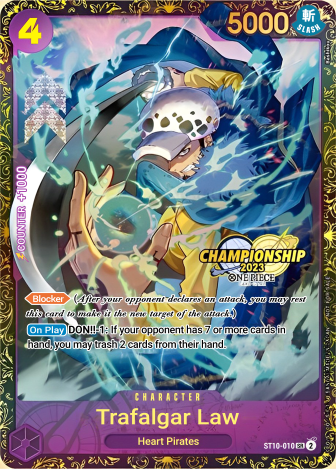 4
5000
斬
SLASH
COUNTER +1000
CHAMPIONSHIP
2023
ONE PIECE
Blocker (After your opponent declares an attack, you may rest
this card to make it the new target of the attack.)
On Play DON!!-1: If your opponent has 7 or more cards in
hand, you may trash 2 cards from their hand.
CHARACTER
Trafalgar Law
Heart Pirates
ST10-010 SR 2